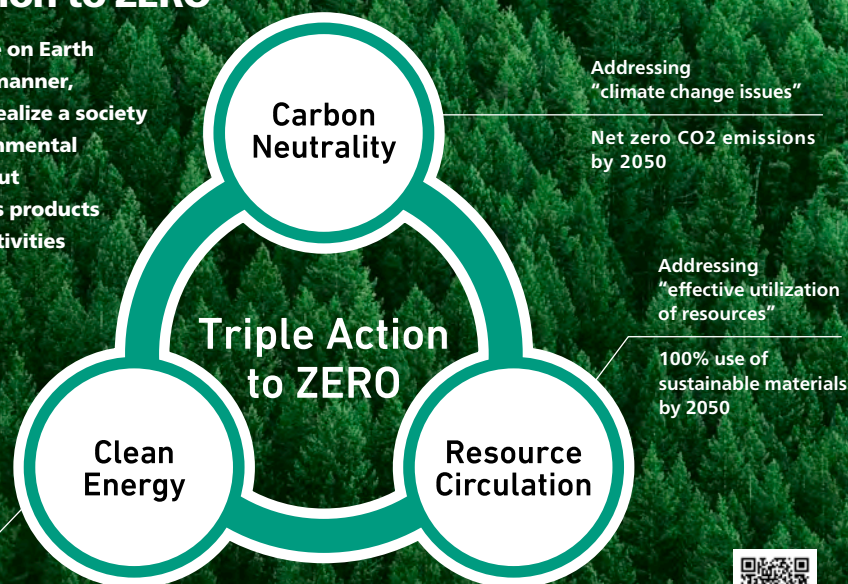 to ZERO
on Earth
manner,
ealize a society
nmental
ut
s products
tivities
Carbon
Neutrality
Addressing
“climate change issues”
Net zero CO2 emissions
by 2050
Addressing
“effective utilization
of resources”
100% use of
sustainable materials
by 2050
Triple Action
to ZERO
Clean
Energy
Resource
Circulation